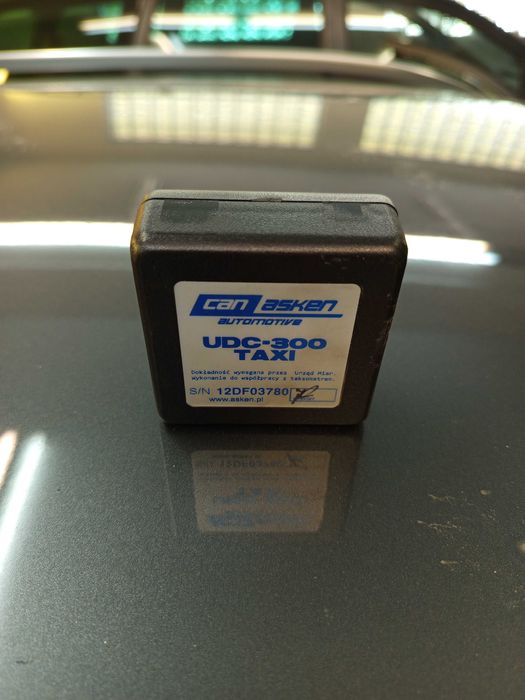 can asken
automotive
UDC-300
TAXI
Dokładność wymagana przez Urząd Miar.
wykonanie do współpracy z taksometrem.
S/N 12DF03780
www.asken.pl